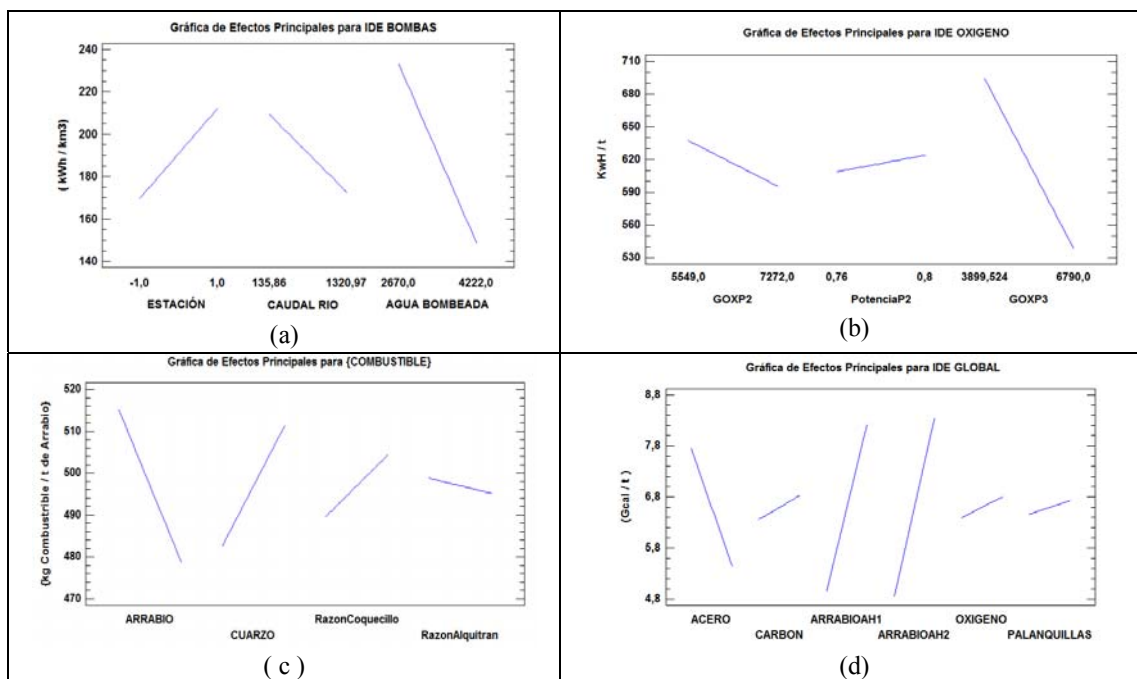 Gráfica de Efectos Principales para IDE BOMBAS
( kWh / km3)
240
220
200
180
160
140
-1,0 1,0 135,86 1320,97 2670,0 4222,0
ESTACIÓN CAUDAL RIO AGUA BOMBEADA
(a)
Gráfica de Efectos Principales para IDE OXIGENO
KwH / t
710
680
650
620
590
560
530
5549,0 7272,0 0,76 0,8 3899,524 6790,0
GOXP2 PotenciaP2 GOXP3
(b)
Gráfica de Efectos Principales para {COMBUSTIBLE}
{kg Combustrible / t de Arrabio}
520
510
500
490
480
470
ARRABIO RazonCoquecillo
CUARZO RazonAlquitran
( c )
Gráfica de Efectos Principales para IDE GLOBAL
(Gcal / t)
8,8
7,8
6,8
5,8
4,8
ACERO ARRABIOAH1 OXIGENO
CARBON ARRABIOAH2 PALANQUILLAS
(d)